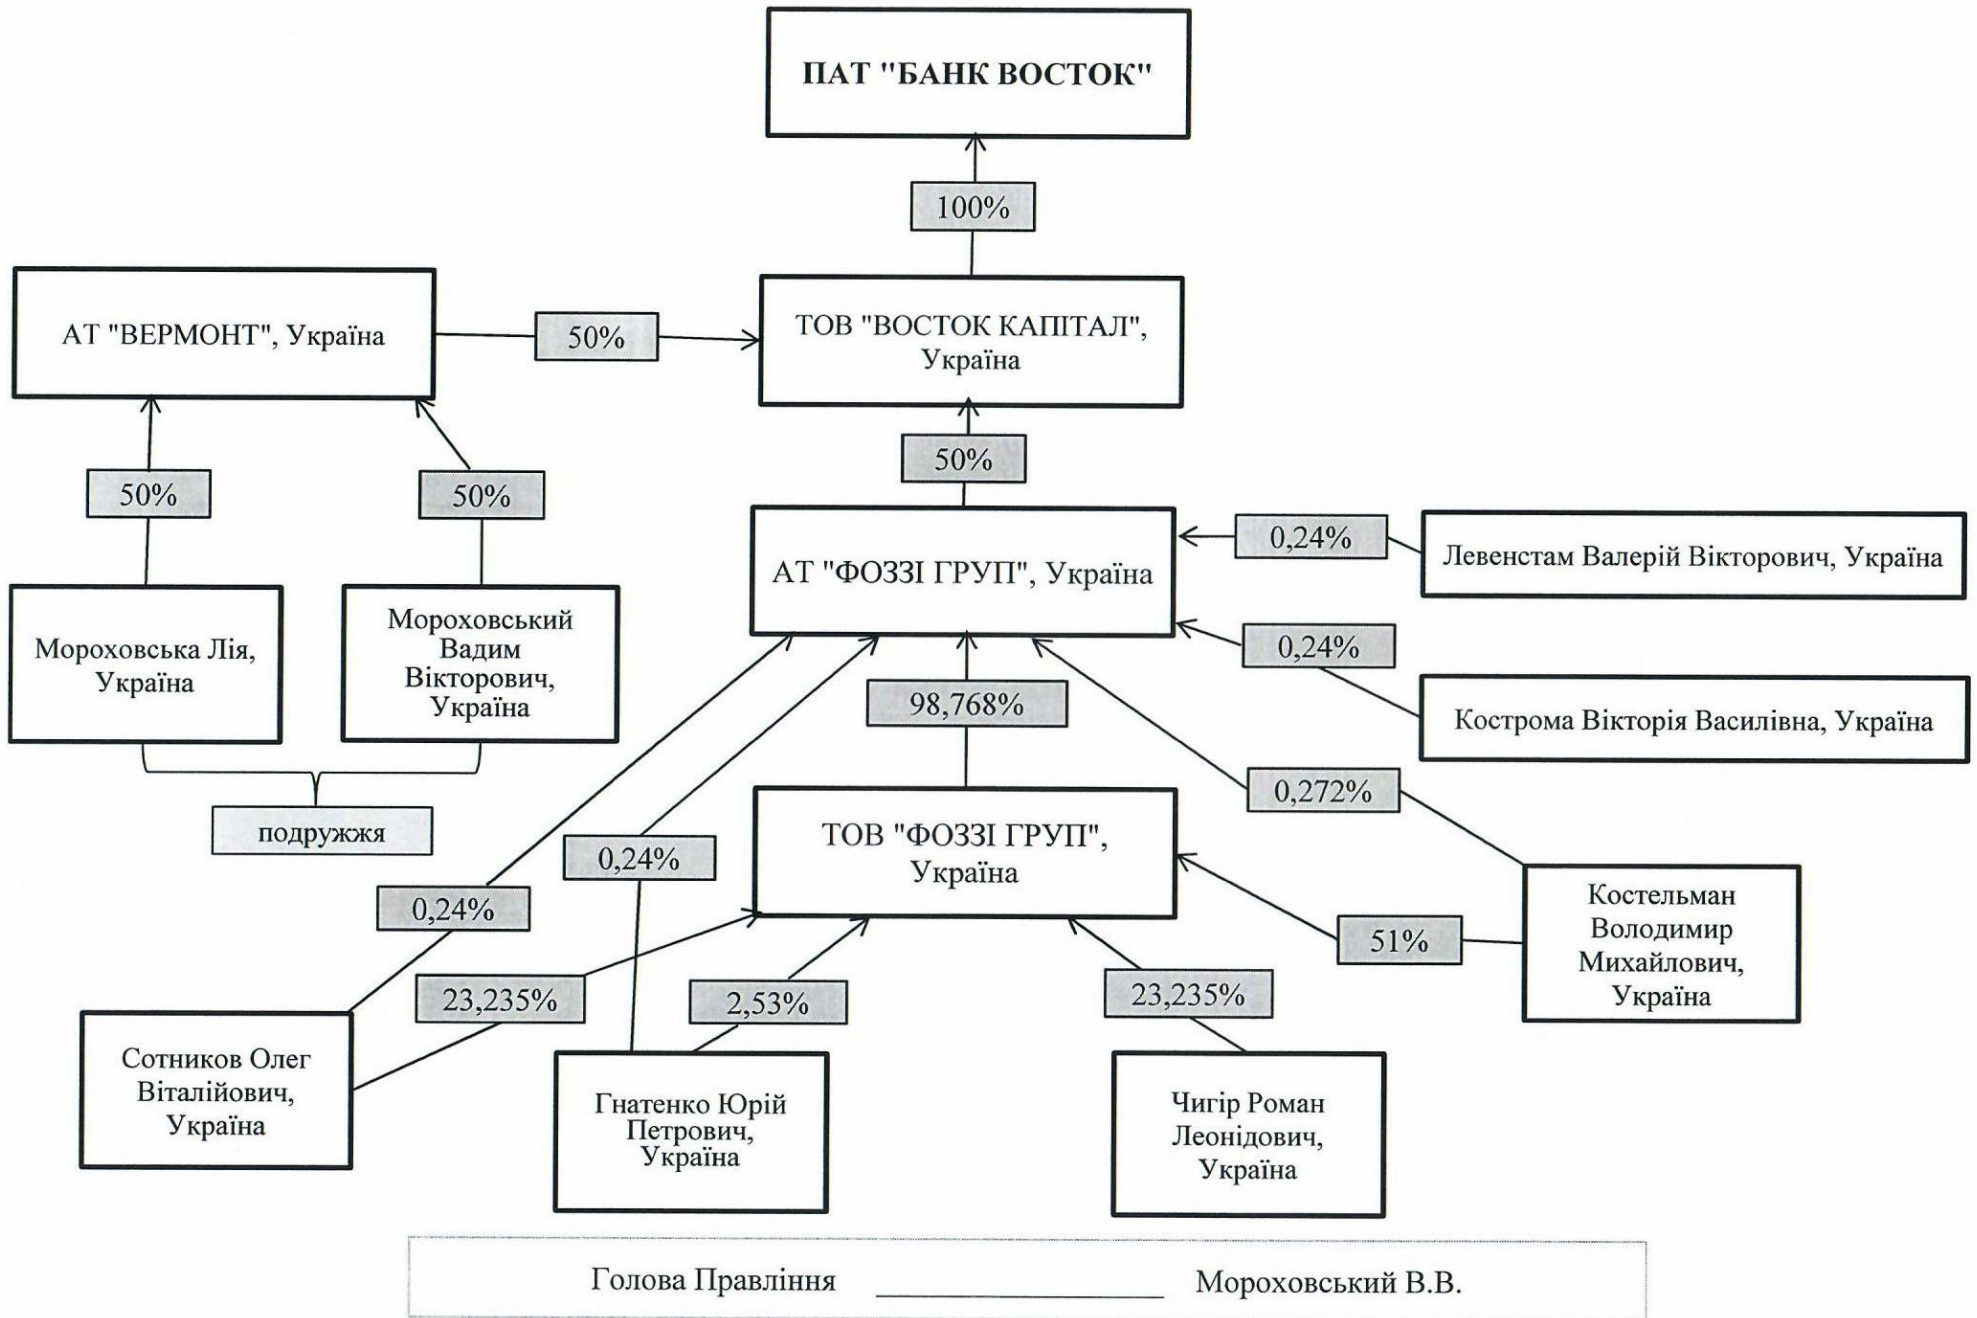 ПАТ "БАНК ВОСТОК"
100%
АТ "ВЕРМОНТ", Україна
50%
ТОВ "ВОСТОК КАПІТАЛ",
Україна
50%
50%
50%
АТ "ФОЗЗІ ГРУП", Україна
0,24%
Левенстам Валерій Вікторович, Україна
Мороховська Лія,
Україна
Мороховський
Вадим
Вікторович,
Україна
0,24%
Кострома Вікторія Василівна, Україна
98,768%
0,272%
подружжя
ТОВ "ФОЗЗІ ГРУП",
Україна
0,24%
0,24%
Костельман
Володимир
Михайлович,
Україна
51%
23,235%
2,53%
23,235%
Сотников Олег
Віталійович,
Україна
Гнатенко Юрій
Петрович,
Україна
Чигір Роман
Леонідович,
Україна
Голова Правління ____________ Мороховський В.В.